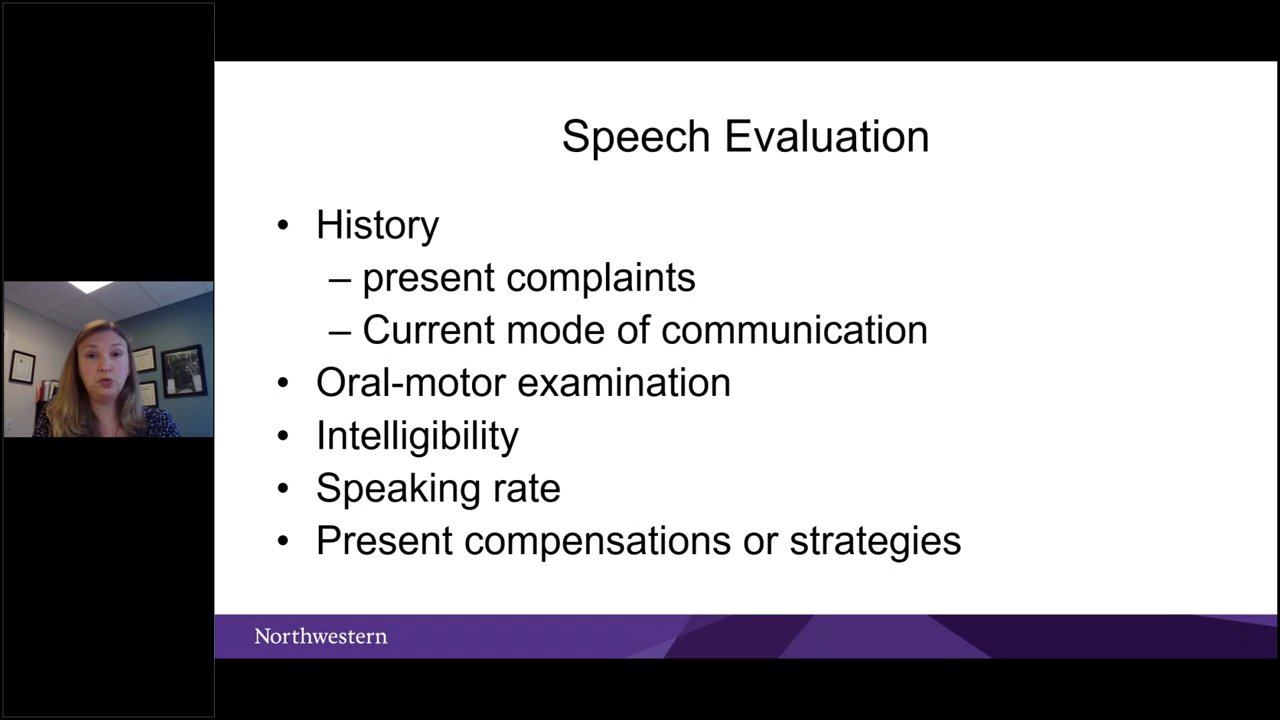 Speech Evaluation
• History
– present complaints
– Current mode of communication
• Oral-motor examination
• Intelligibility
• Speaking rate
• Present compensations or strategies
Northwestern